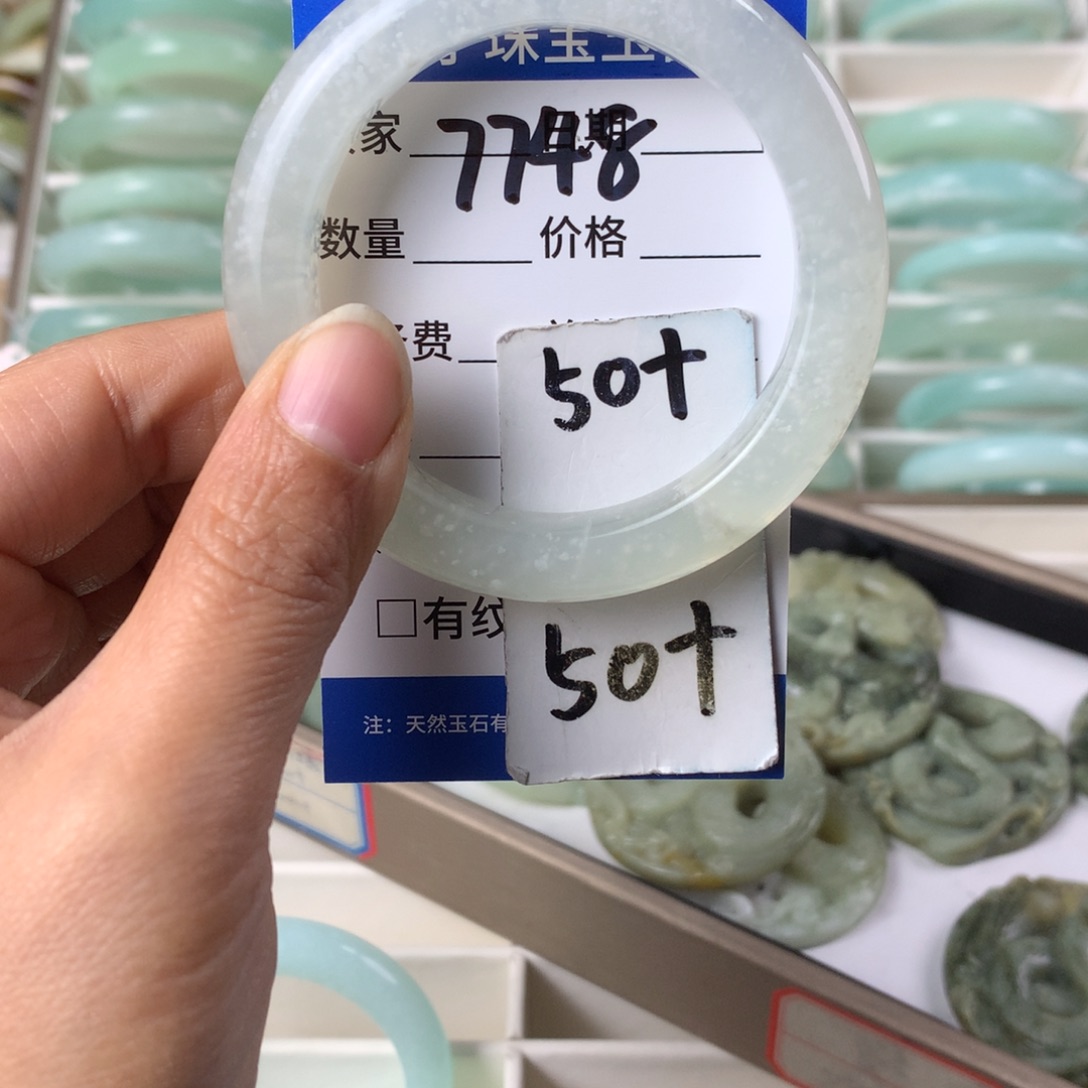 珠宝玉
家 7748 日期
数量 价格
费
50+
□有纹
50+
注：天然玉石有